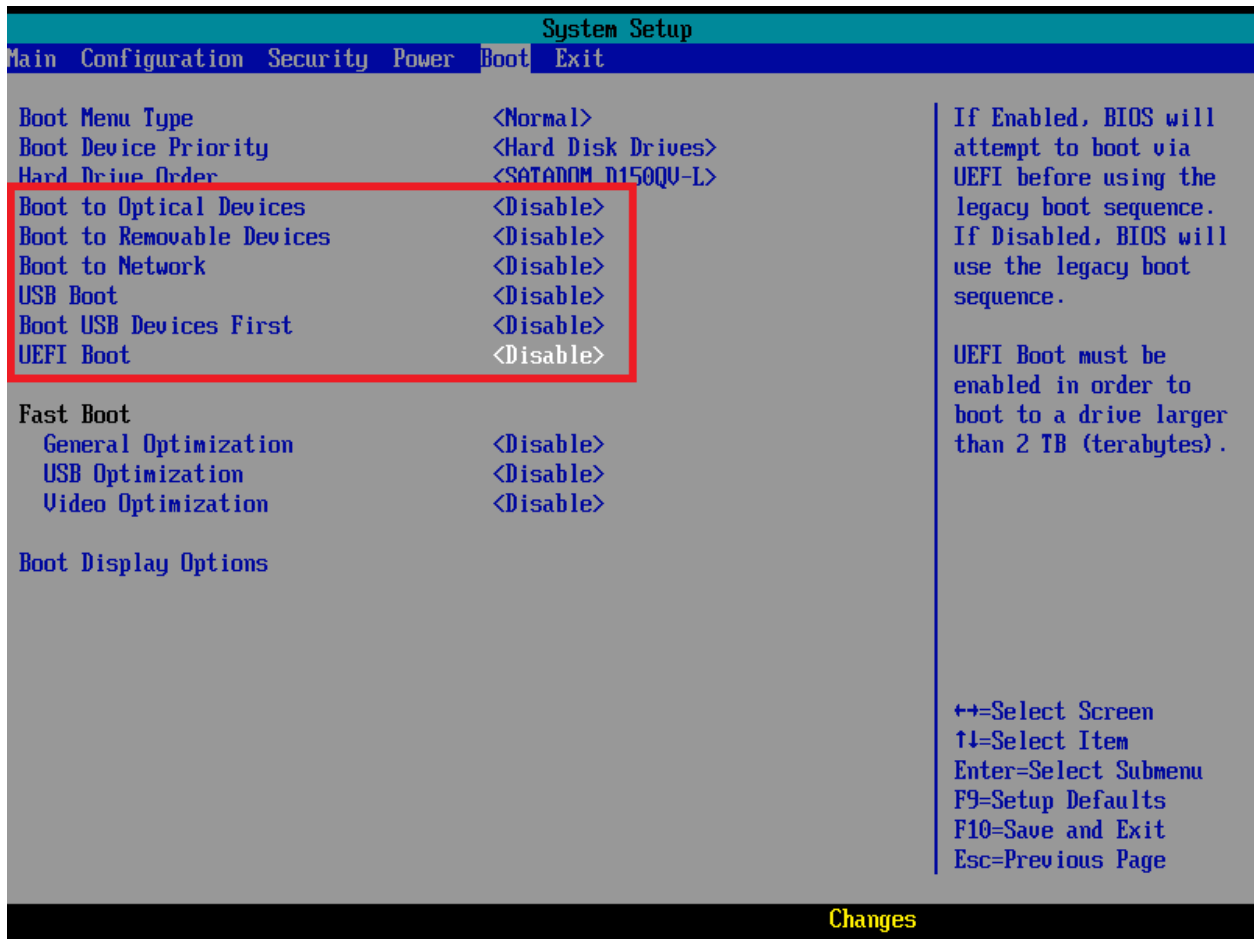 System Setup
Main Configuration Security Power Boot Exit
Boot Menu Type <Normal>
Boot Device Priority <Hard Disk Drives>
Hard Drive Order <SATADOM D150QV-L>
Boot to Optical Devices <Disable>
Boot to Removable Devices <Disable>
Boot to Network <Disable>
USB Boot <Disable>
Boot USB Devices First <Disable>
UEFI Boot <Disable>
Fast Boot
General Optimization <Disable>
USB Optimization <Disable>
Video Optimization <Disable>
Boot Display Options
If Enabled, BIOS will
attempt to boot via
UEFI before using the
legacy boot sequence.
If Disabled, BIOS will
use the legacy boot
sequence.
UEFI Boot must be
enabled in order to
boot to a drive larger
than 2 TB (terabytes).
←→=Select Screen
↑↓=Select Item
Enter=Select Submenu
F9=Setup Defaults
F10=Save and Exit
Esc=Previous Page
Changes